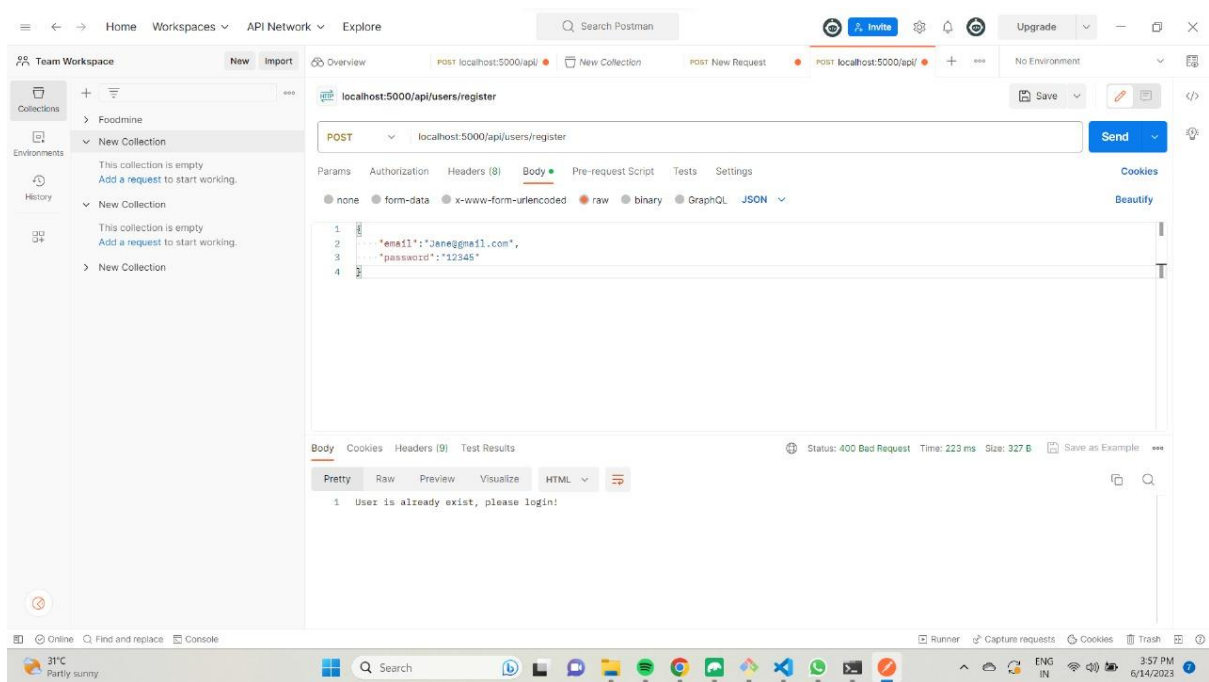 Home Workspaces API Network Explore Search Postman Invite Upgrade
Team Workspace New Import Overview POST localhost:5000/api/ New Collection POST New Request POST localhost:5000/api/ No Environment
Collections
Environments
History
Foodmine
New Collection
This collection is empty
Add a request to start working.
New Collection
This collection is empty
Add a request to start working.
New Collection
HTTP localhost:5000/api/users/register Save
POST localhost:5000/api/users/register Send
Params Authorization Headers (8) Body Pre-request Script Tests Settings Cookies
none form-data x-www-form-urlencoded raw binary GraphQL JSON Beautify
1 {
2 "email":"Jane@gmail.com",
3 "password":"12345"
4 }
Body Cookies Headers (9) Test Results Status: 400 Bad Request Time: 223 ms Size: 327 B Save as Example
Pretty Raw Preview Visualize HTML
1 User is already exist, please login!
Online Find and replace Console Runner Capture requests Cookies Trash
31°C
Partly sunny
Search
ENG
IN
3:57 PM
6/14/2023